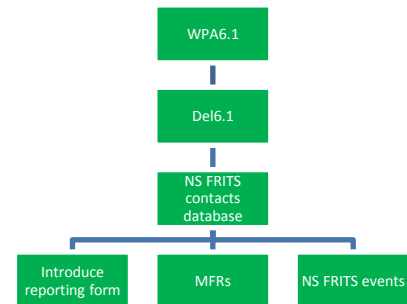 WPA6.1
Del6.1
NS FRITS
contacts
database
Introduce
reporting form
MFRs
NS FRITS events